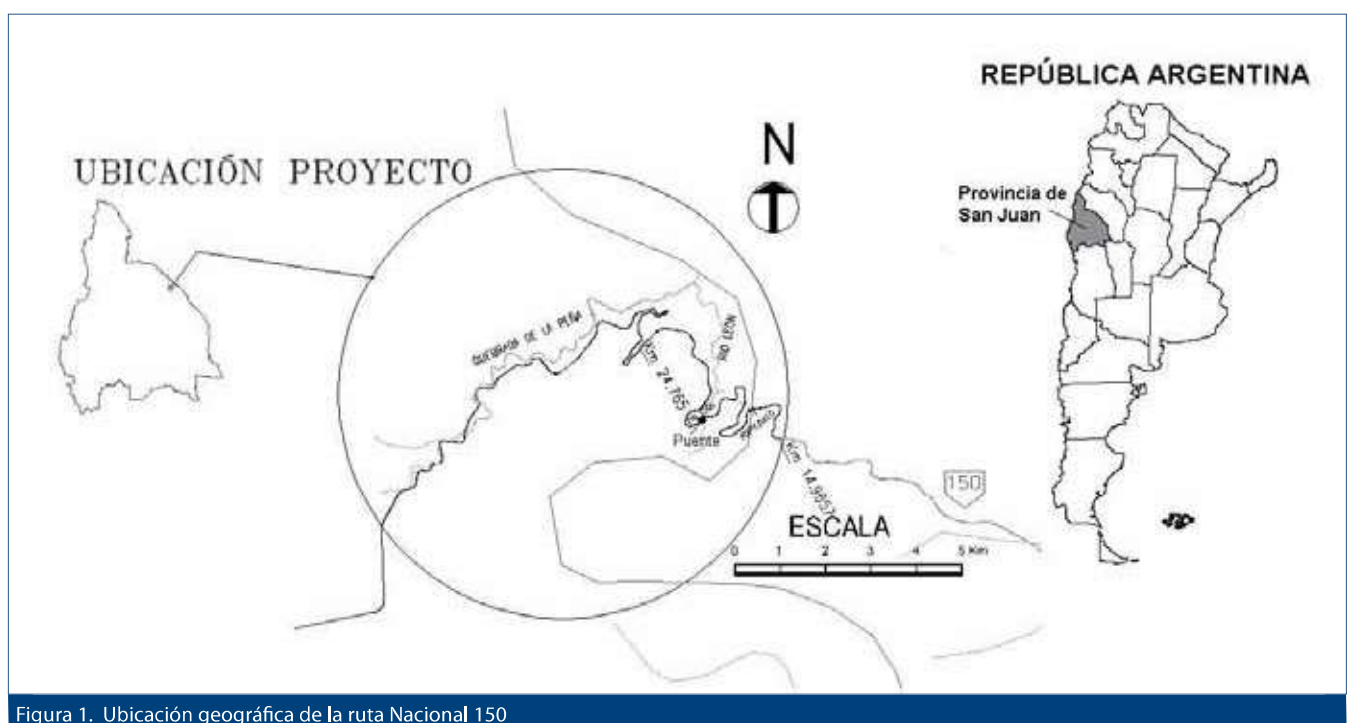 REPÚBLICA ARGENTINA
UBICACIÓN PROYECTO
N
Provincia de
San Juan
QUEBRADA DE LA PEÑA
RIO LEON
Km 24.765
Puente
Km 14.9857
150
ESCALA
0 1 2 3 4 5 Km
Figura 1. Ubicación geográfica de la ruta Nacional 150